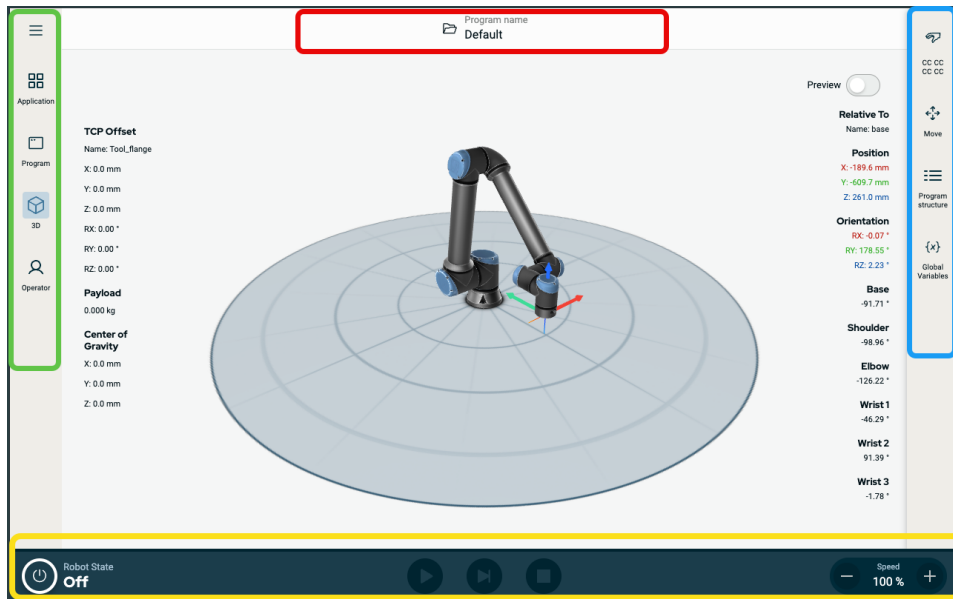 Program name
Default
Application
Program
3D
Operator
TCP Offset
Name: Tool_flange
X: 0.0 mm
Y: 0.0 mm
Z: 0.0 mm
RX: 0.00 °
RY: 0.00 °
RZ: 0.00 °
Payload
0.000 kg
Center of
Gravity
X: 0.0 mm
Y: 0.0 mm
Z: 0.0 mm
Preview
Relative To
Name: base
Position
X: -189.6 mm
Y: -609.7 mm
Z: 261.0 mm
Orientation
RX: -0.07 °
RY: 178.55 °
RZ: 2.23 °
Base
-91.71 °
Shoulder
-98.96 °
Elbow
-126.22 °
Wrist 1
-46.29 °
Wrist 2
91.39 °
Wrist 3
-1.78 °
CC CC
CC CC
Move
Program
structure
{x}
Global
Variables
Robot State
Off
Speed
100 %